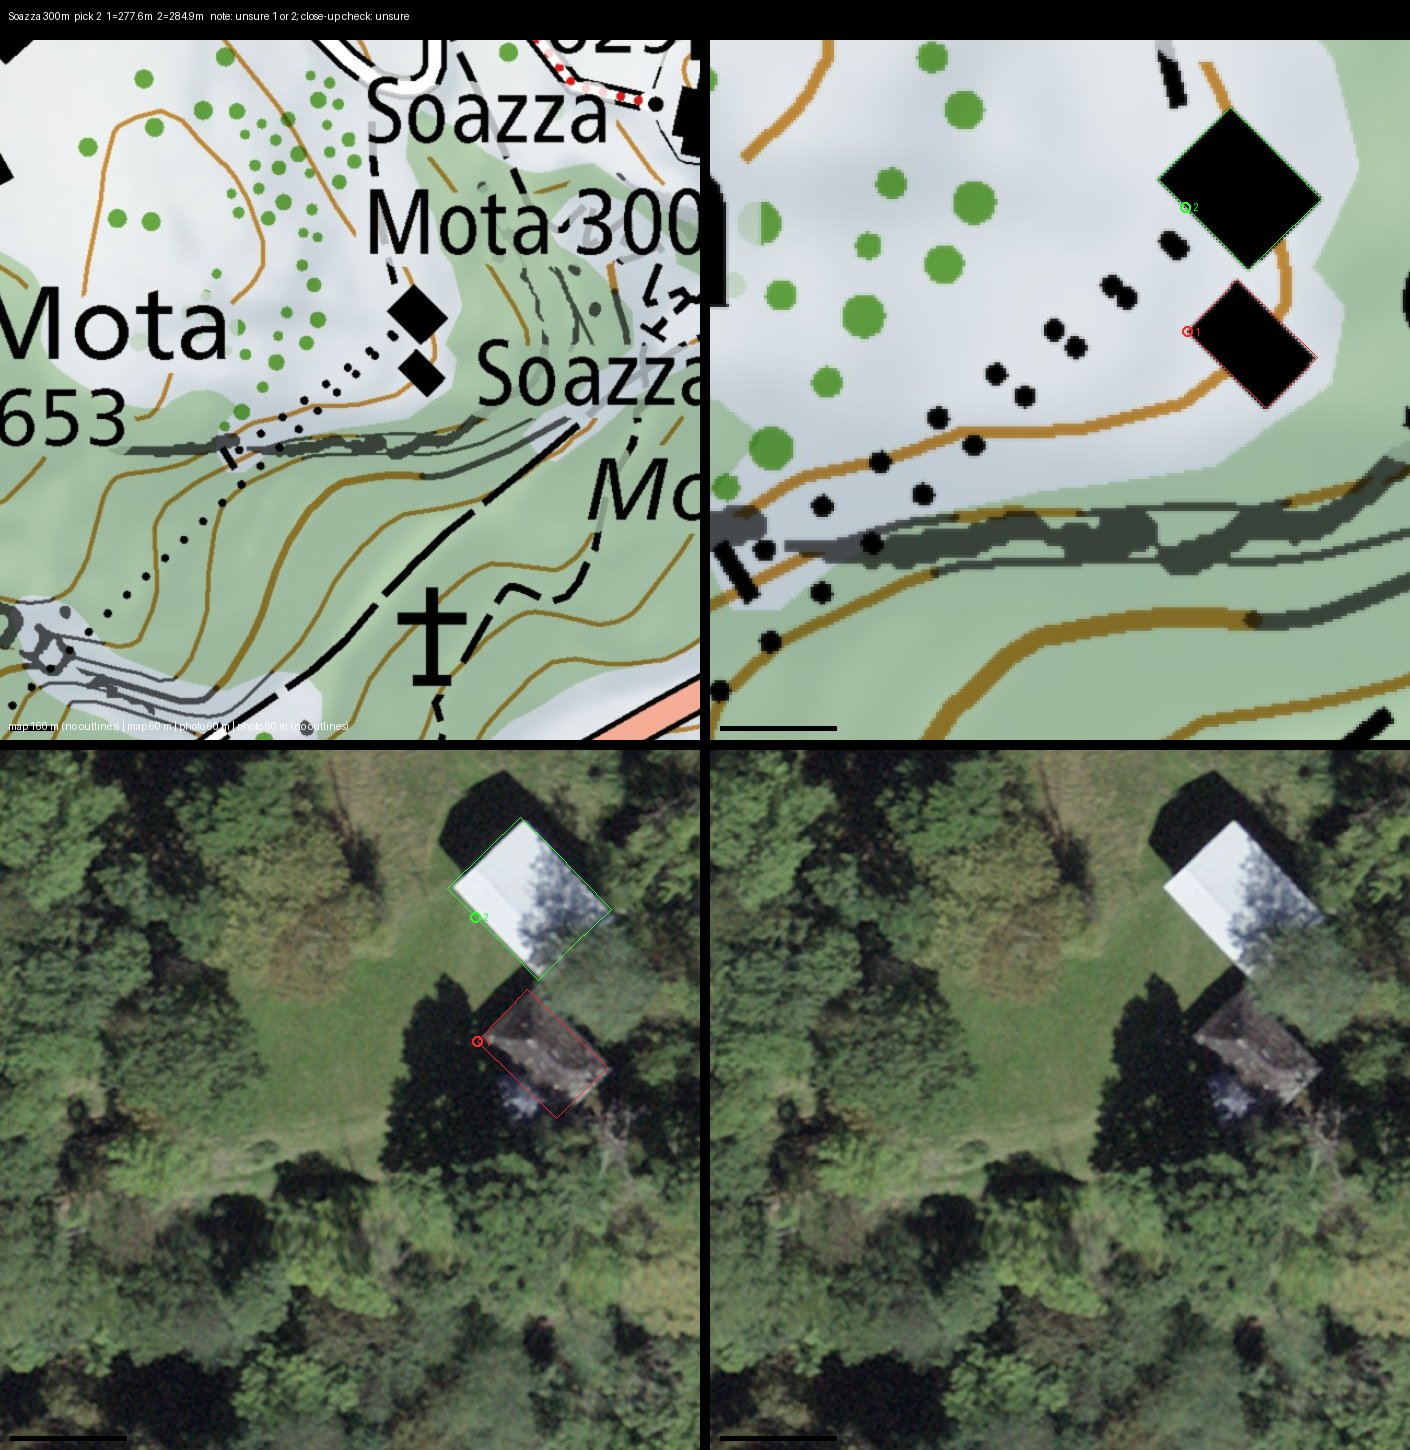 Soazza 300m pick 2 1=277.6m 2=284.9m note: unsure 1 or 2; close-up check: unsure
629
Soazza
Mota 300
Mota
653
Soazza
Mo
map 160 m (no outlines) | map 60 m | photo 60 m | photo 60 m (no outlines)
2
1
2